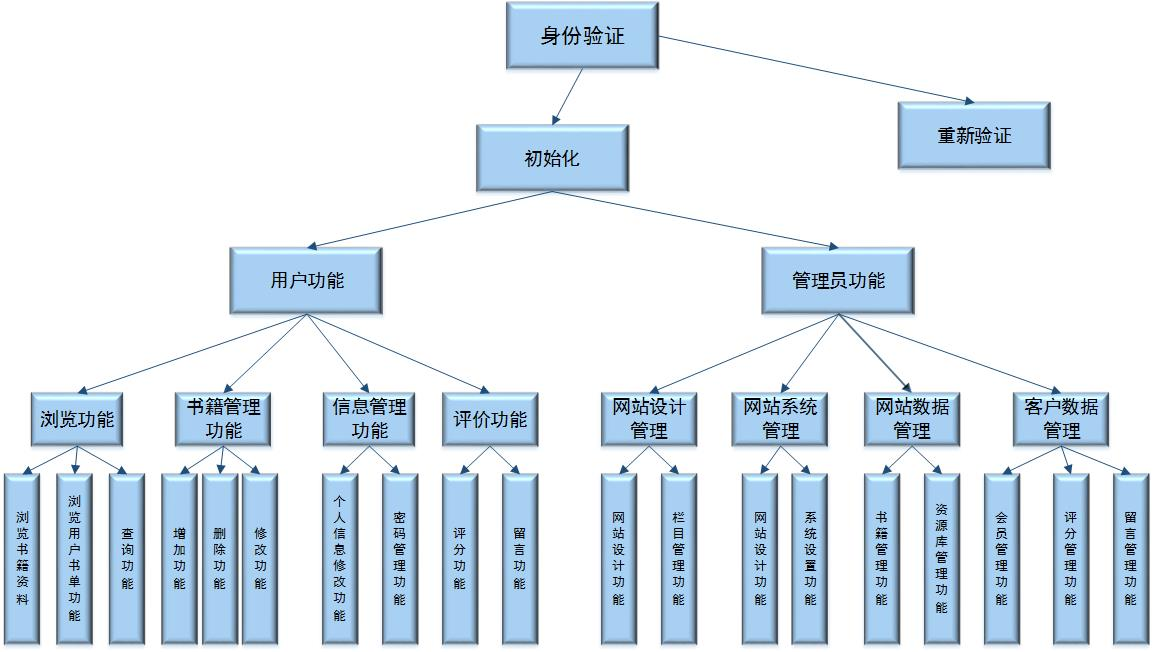 身份验证
重新验证
初始化
用户功能
管理员功能
浏览功能
书籍管理
功能
信息管理
功能
评价功能
网站设计
管理
网站系统
管理
网站数据
管理
客户数据
管理
浏览书籍资料
浏览用户书单功能
查询功能
增加功能
删除功能
修改功能
个人信息修改功能
密码管理功能
评分功能
留言功能
网站设计功能
栏目管理功能
网站设计功能
系统设置功能
书籍管理功能
资源库管理功能
会员管理功能
评分管理功能
留言管理功能